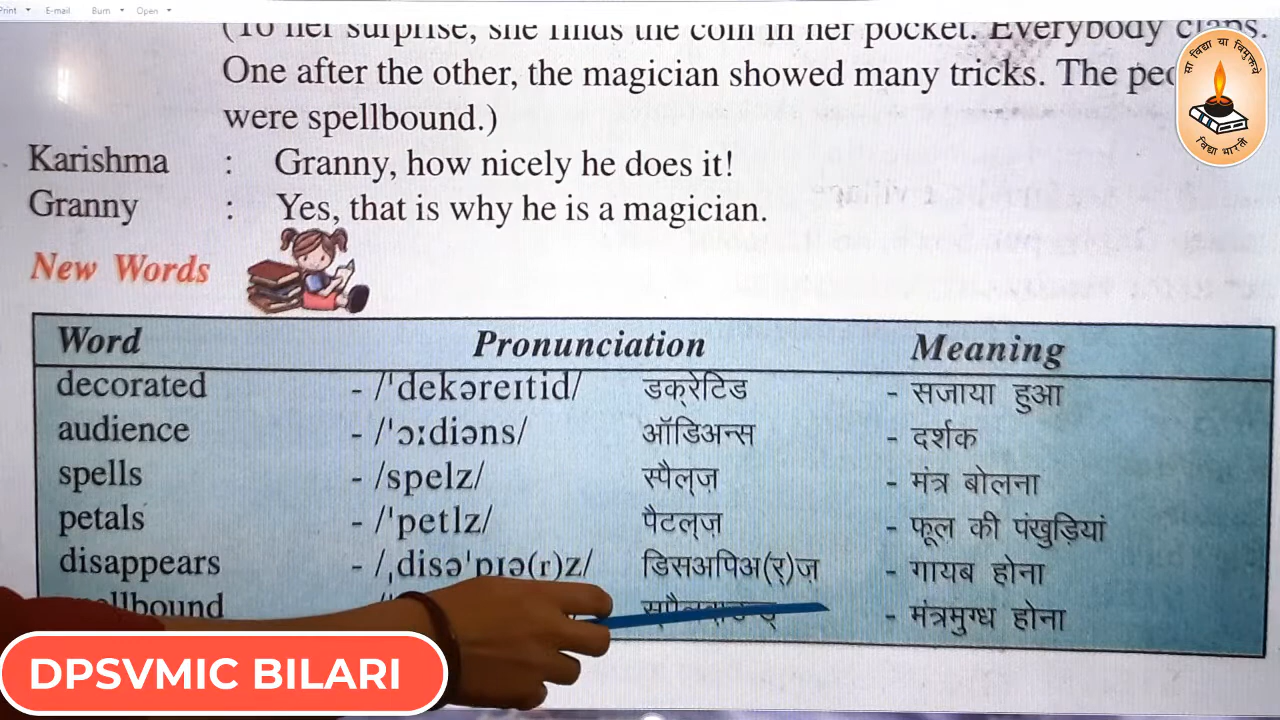 Print E-mail Burn Open
(To her surprise, she finds the coin in her pocket. Everybody claps.
One after the other, the magician showed many tricks. The
were spellbound.)
Karishma : Granny, how nicely he does it!
Granny : Yes, that is why he is a magician.
New Words
Word Pronunciation Meaning
decorated - /ˈdekəreɪtid/ डक्रेटिड - सजाया हुआ
audience - /ˈɔːdiəns/ ऑडिअन्स - दर्शक
spells - /spelz/ स्पैल्ज़ - मंत्र बोलना
petals - /ˈpetlz/ पैटल्ज़ - फूल की पंखुड़ियां
disappears - /ˌdisəˈpɪə(r)z/ डिसअपिअ(र्)ज़ - गायब होना
spellbound - मंत्रमुग्ध होना
सा विद्या या विमुक्तये
विद्या भारती
DPSVMIC BILARI